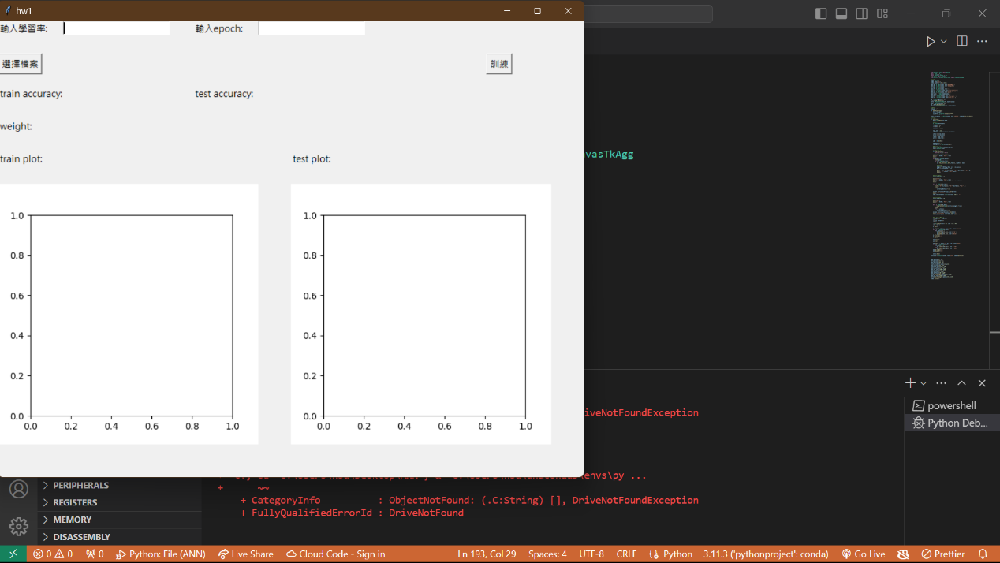 hw1
輸入學習率:
輸入epoch:
選擇檔案
訓練
train accuracy:
test accuracy:
weight:
train plot:
test plot:
1.0
0.8
0.6
0.4
0.2
0.0
0.0 0.2 0.4 0.6 0.8 1.0
1.0
0.8
0.6
0.4
0.2
0.0
0.0 0.2 0.4 0.6 0.8 1.0
vasTkAgg
iveNotFoundException
powershell
Python Deb...
envs\py ...
+ ~~
+ CategoryInfo : ObjectNotFound: (.C:String) [], DriveNotFoundException
+ FullyQualifiedErrorId : DriveNotFound
PERIPHERALS
REGISTERS
MEMORY
DISASSEMBLY
0 0 0 Python: File (ANN) Live Share Cloud Code - Sign in Ln 193, Col 29 Spaces: 4 UTF-8 CRLF Python 3.11.3 ('pythonproject': conda) Go Live Prettier